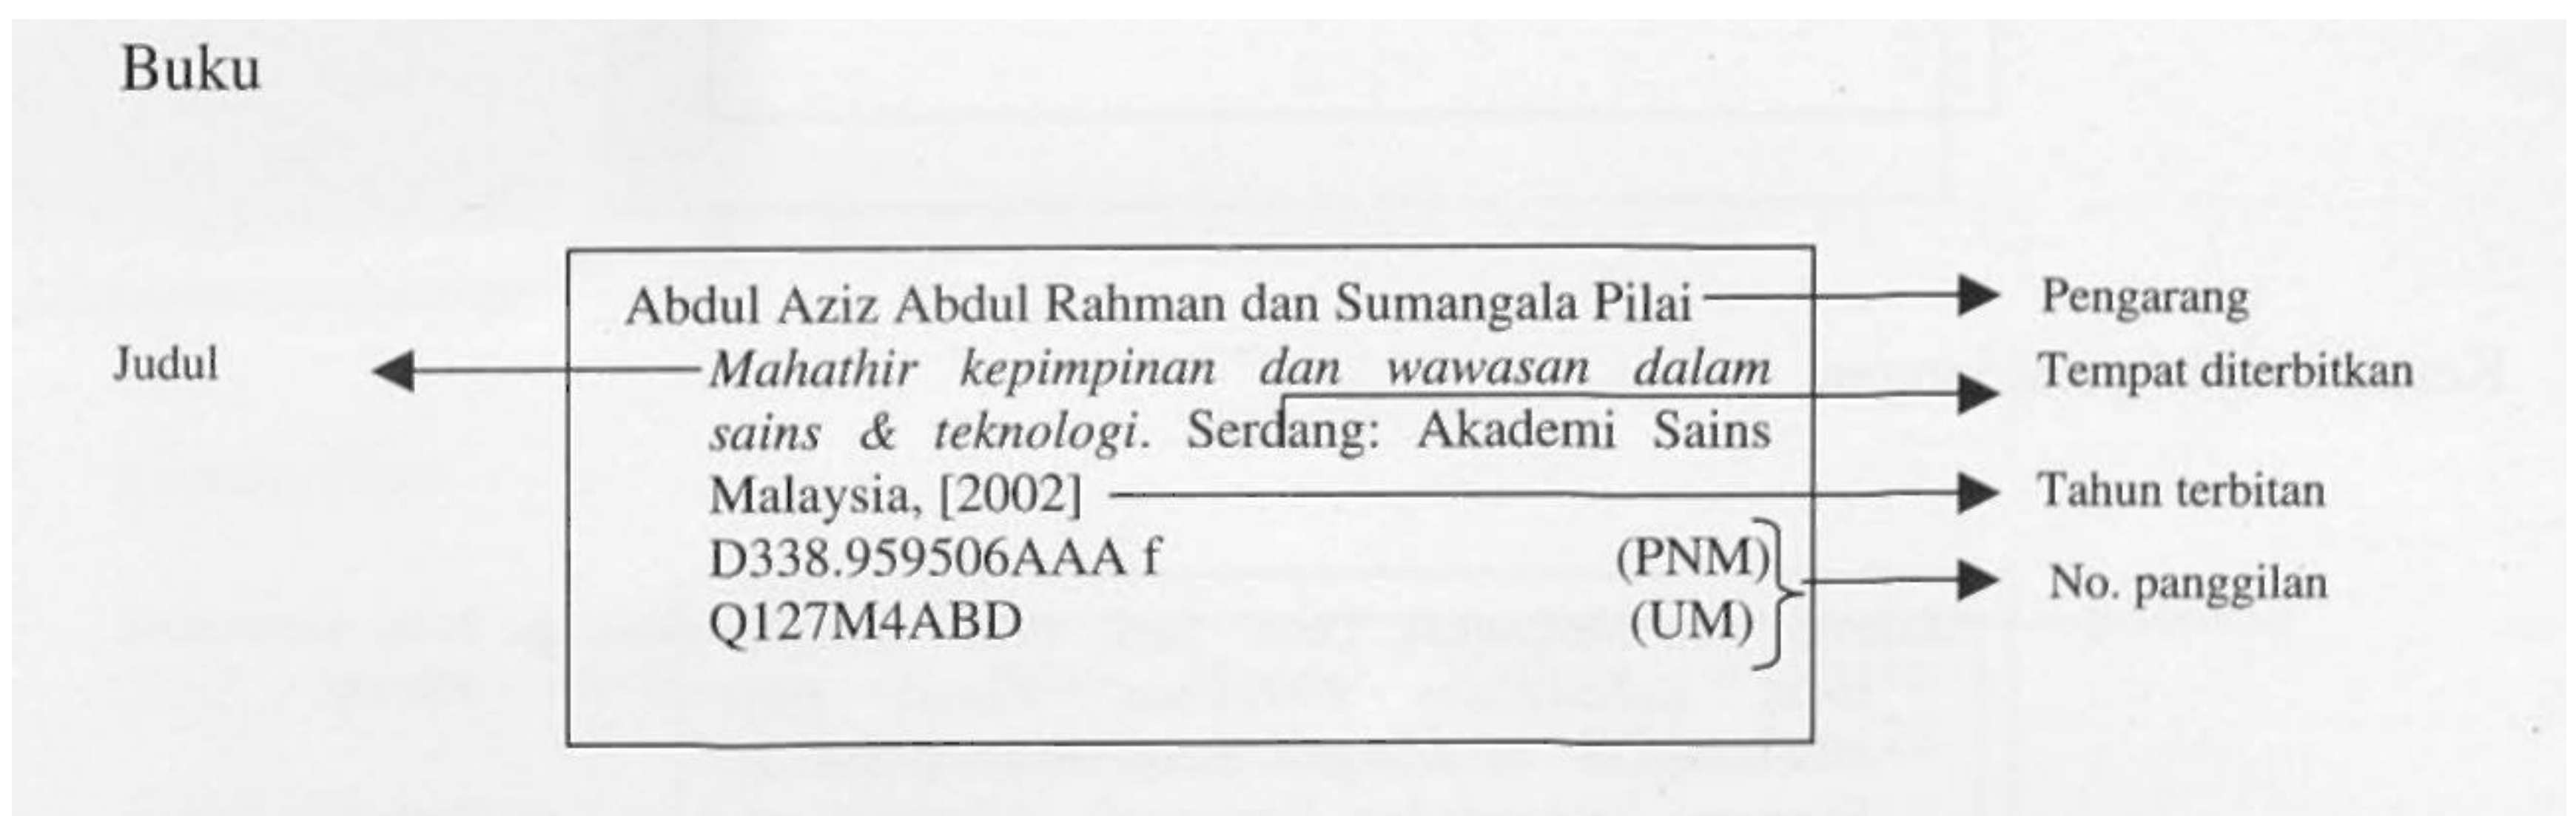 Buku
Abdul Aziz Abdul Rahman dan Sumangala Pilai
Pengarang
Judul
Mahathir kepimpinan dan wawasan dalam
Tempat diterbitkan
sains & teknologi. Serdang: Akademi Sains
Malaysia, [2002]
Tahun terbitan
D338.959506AAA f (PNM)
No. panggilan
Q127M4ABD (UM)